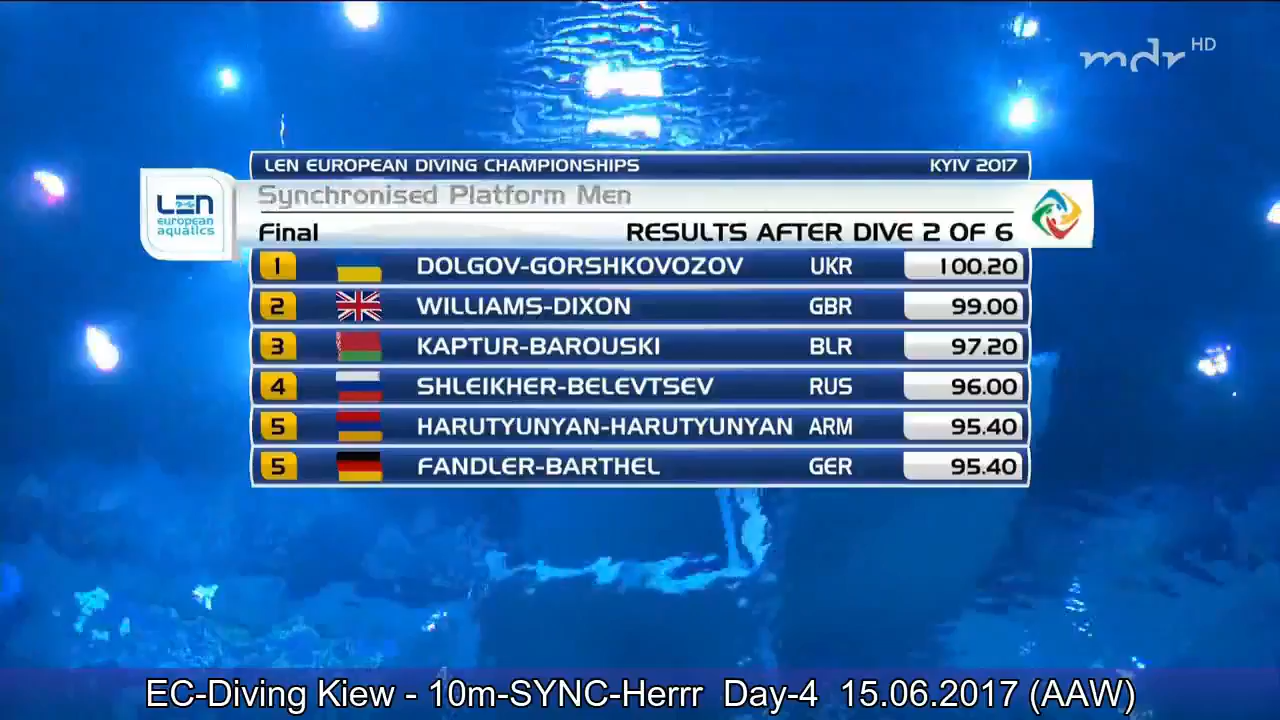 mdr HD
LEN EUROPEAN DIVING CHAMPIONSHIPS KYIV 2017
LEN european aquatics
Synchronised Platform Men
Final RESULTS AFTER DIVE 2 OF 6
1 DOLGOV-GORSHKOVOZOV UKR 100.20
2 WILLIAMS-DIXON GBR 99.00
3 KAPTUR-BAROUSKI BLR 97.20
4 SHLEIKHER-BELEVTSEV RUS 96.00
5 HARUTYUNYAN-HARUTYUNYAN ARM 95.40
5 FANDLER-BARTHEL GER 95.40
EC-Diving Kiew - 10m-SYNC-Herrr Day-4 15.06.2017 (AAW)